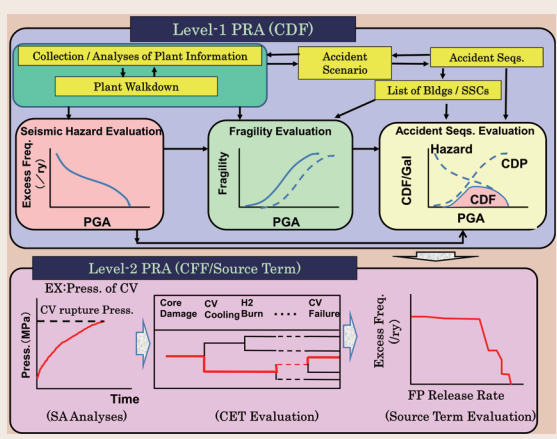 Level-1 PRA (CDF)
Collection / Analyses of Plant Information
Plant Walkdown
Accident
Scenario
Accident Seqs.
List of Bldgs / SSCs
Seismic Hazard Evaluation
Excess Freq.
(/ry)
PGA
Fragility Evaluation
Fragility
PGA
Accident Seqs. Evaluation
Hazard
CDP
CDF/Gal
CDF
PGA
Level-2 PRA (CFF/Source Term)
EX:Press. of CV
CV rupture Press.
Press.(MPa)
Time
(SA Analyses)
Core
Damage
CV
Cooling
H2
Burn
....
CV
Failure
(CET Evaluation)
Excess Freq.
(/ry)
FP Release Rate
(Source Term Evaluation)